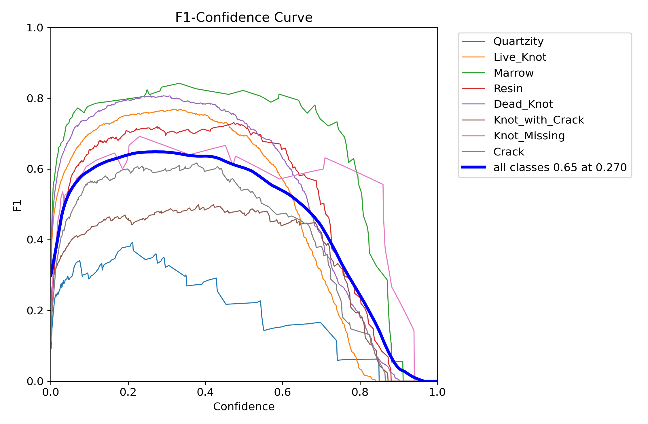 F1-Confidence Curve
1.0
0.8
0.6
0.4
0.2
0.0
F1
0.0 0.2 0.4 0.6 0.8 1.0
Confidence
Quartzity
Live_Knot
Marrow
Resin
Dead_Knot
Knot_with_Crack
Knot_Missing
Crack
all classes 0.65 at 0.270